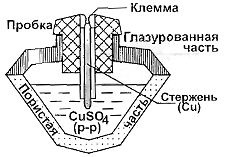 Клемма
Пробка
Глазурованная
часть
Стержень
(Cu)
CuSO4
(р-р)
Пористая
часть